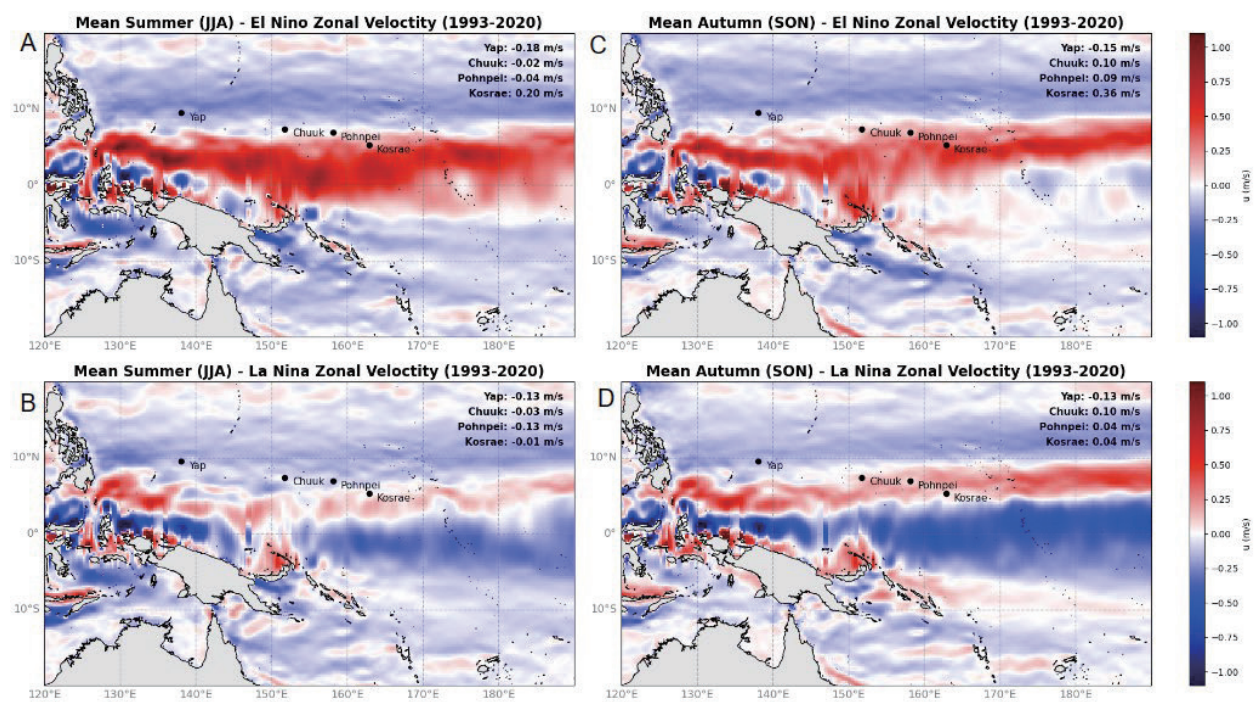 Mean Summer (JJA) - El Nino Zonal Veloctity (1993-2020)
A
Yap: -0.18 m/s
Chuuk: -0.02 m/s
Pohnpei: -0.04 m/s
Kosrae: 0.20 m/s
10°N
0°
10°S
Yap
Chuuk
Pohnpei
Kosrae
120°E 130°E 140°E 150°E 160°E 170°E 180°
Mean Autumn (SON) - El Nino Zonal Veloctity (1993-2020)
C
Yap: -0.15 m/s
Chuuk: 0.10 m/s
Pohnpei: 0.09 m/s
Kosrae: 0.36 m/s
10°N
0°
10°S
Yap
Chuuk
Pohnpei
Kosrae
120°E 130°E 140°E 150°E 160°E 170°E 180°
1.00
0.75
0.50
0.25
0.00
−0.25
−0.50
−0.75
−1.00
u (m/s)
Mean Summer (JJA) - La Nina Zonal Veloctity (1993-2020)
B
Yap: -0.13 m/s
Chuuk: -0.03 m/s
Pohnpei: -0.13 m/s
Kosrae: -0.01 m/s
10°N
0°
10°S
Yap
Chuuk
Pohnpei
Kosrae
120°E 130°E 140°E 150°E 160°E 170°E 180°
Mean Autumn (SON) - La Nina Zonal Veloctity (1993-2020)
D
Yap: -0.13 m/s
Chuuk: 0.10 m/s
Pohnpei: 0.04 m/s
Kosrae: 0.04 m/s
10°N
0°
10°S
Yap
Chuuk
Pohnpei
Kosrae
120°E 130°E 140°E 150°E 160°E 170°E 180°
1.00
0.75
0.50
0.25
0.00
−0.25
−0.50
−0.75
−1.00
u (m/s)